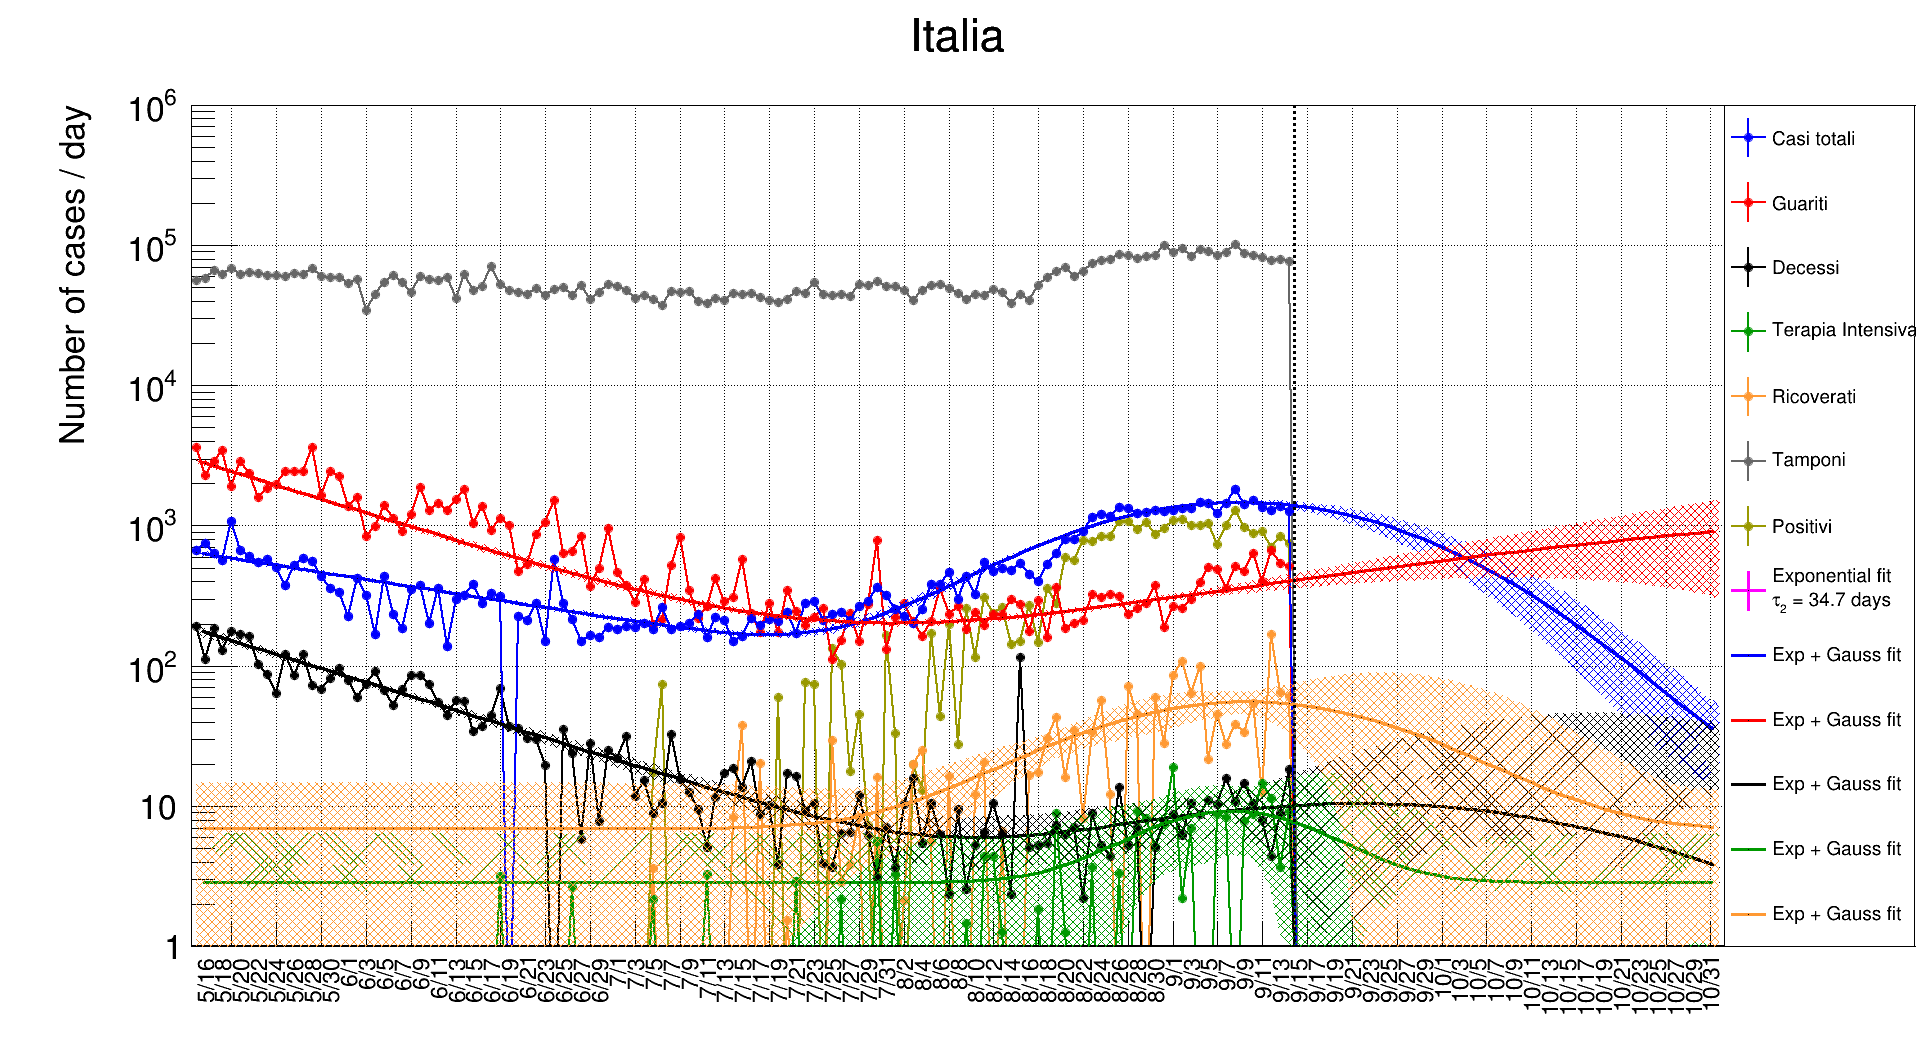 Italia
Number of cases / day
10^6
10^5
10^4
10^3
10^2
10
1
5/16 5/18 5/20 5/22 5/24 5/26 5/28 5/30 6/1 6/3 6/5 6/7 6/9 6/11 6/13 6/15 6/17 6/19 6/21 6/23 6/25 6/27 6/29 7/1 7/3 7/5 7/7 7/9 7/11 7/13 7/15 7/17 7/19 7/21 7/23 7/25 7/27 7/29 7/31 8/2 8/4 8/6 8/8 8/10 8/12 8/14 8/16 8/18 8/20 8/22 8/24 8/26 8/28 8/30 9/1 9/3 9/5 9/7 9/9 9/11 9/13 9/15 9/17 9/19 9/21 9/23 9/25 9/27 9/29 10/1 10/3 10/5 10/7 10/9 10/11 10/13 10/15 10/17 10/19 10/21 10/23 10/25 10/27 10/29 10/31
Casi totali
Guariti
Decessi
Terapia Intensiva
Ricoverati
Tamponi
Positivi
Exponential fit
τ₂ = 34.7 days
Exp + Gauss fit
Exp + Gauss fit
Exp + Gauss fit
Exp + Gauss fit
Exp + Gauss fit